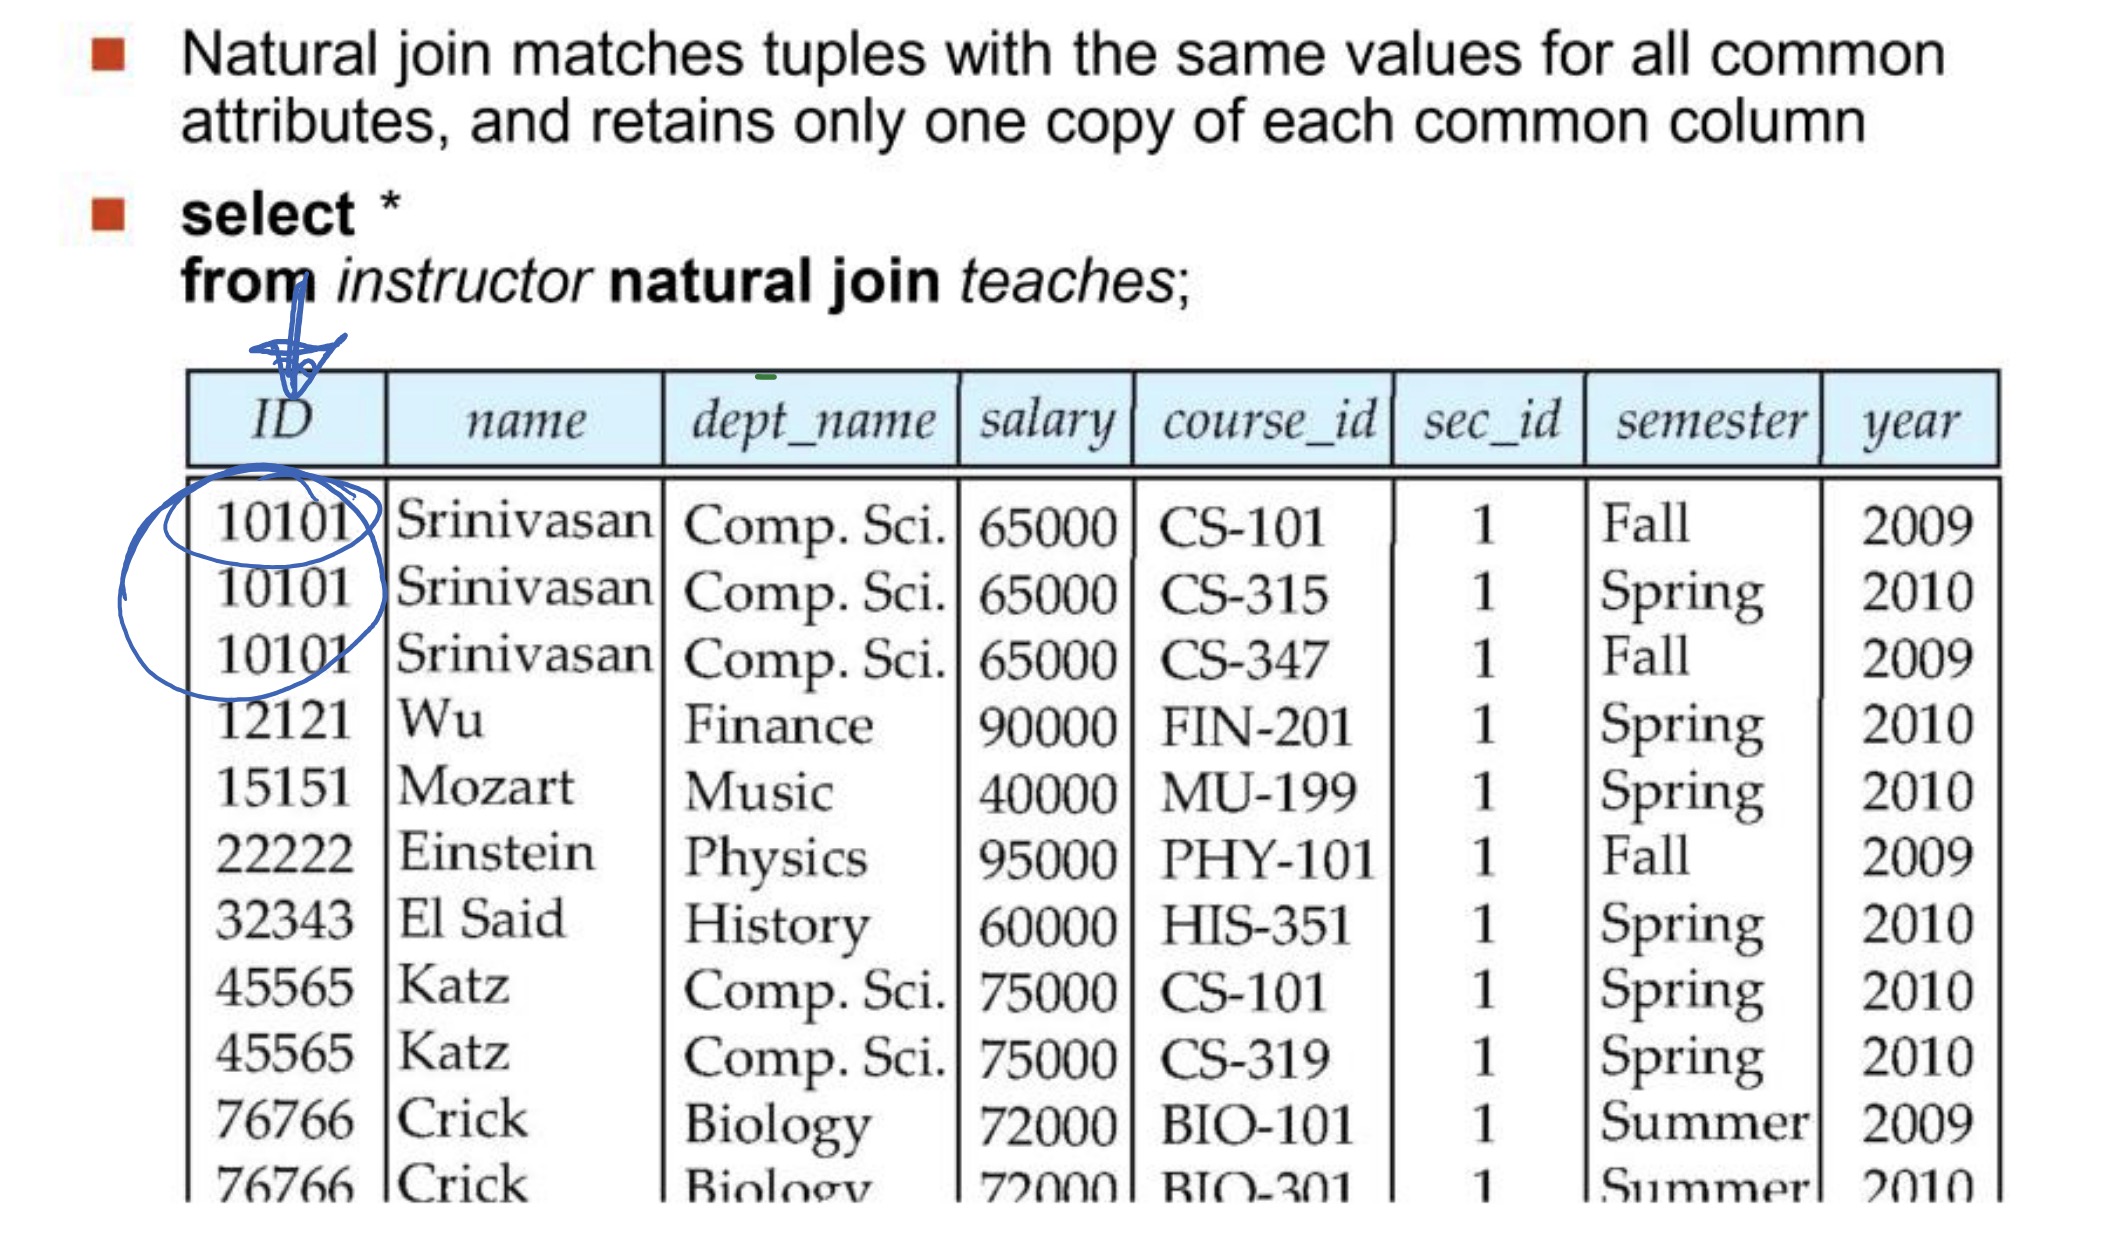 Natural join matches tuples with the same values for all common
attributes, and retains only one copy of each common column
select *
from instructor natural join teaches;
ID name dept_name salary course_id sec_id semester year
10101 Srinivasan Comp. Sci. 65000 CS-101 1 Fall 2009
10101 Srinivasan Comp. Sci. 65000 CS-315 1 Spring 2010
10101 Srinivasan Comp. Sci. 65000 CS-347 1 Fall 2009
12121 Wu Finance 90000 FIN-201 1 Spring 2010
15151 Mozart Music 40000 MU-199 1 Spring 2010
22222 Einstein Physics 95000 PHY-101 1 Fall 2009
32343 El Said History 60000 HIS-351 1 Spring 2010
45565 Katz Comp. Sci. 75000 CS-101 1 Spring 2010
45565 Katz Comp. Sci. 75000 CS-319 1 Spring 2010
76766 Crick Biology 72000 BIO-101 1 Summer 2009
76766 Crick Biology 72000 BIO-301 1 Summer 2010